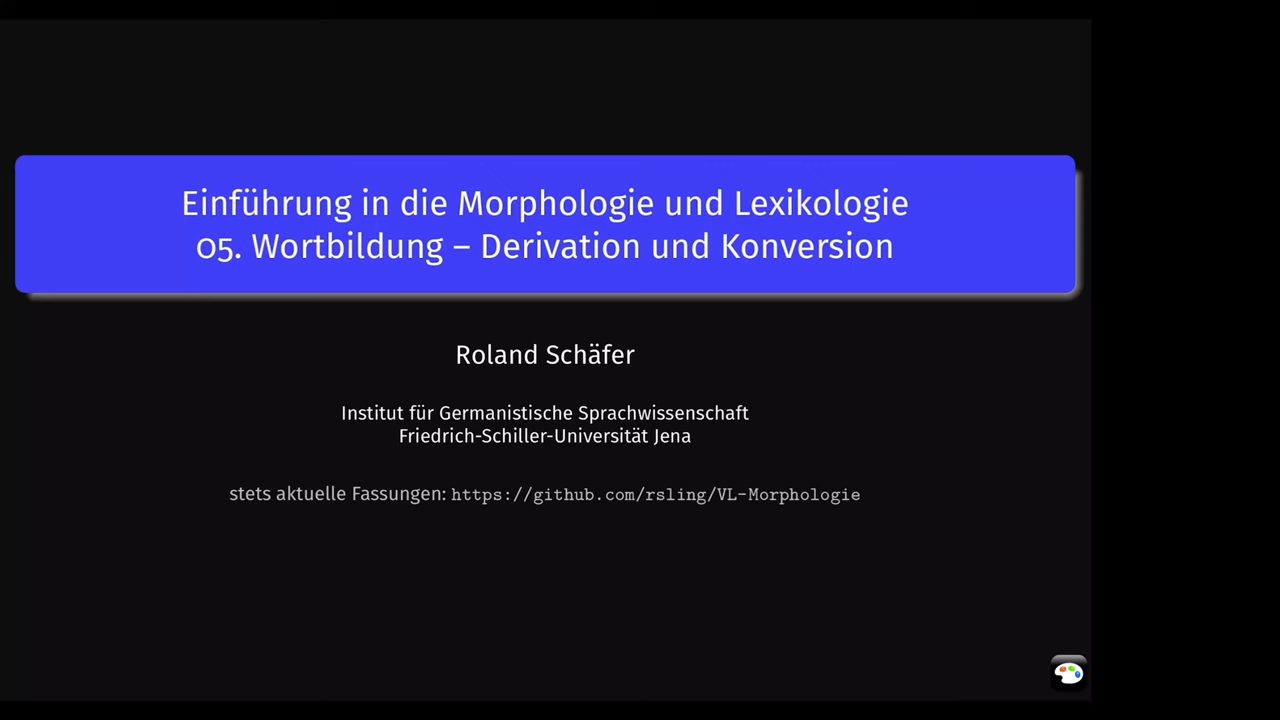 Einführung in die Morphologie und Lexikologie
05. Wortbildung – Derivation und Konversion
Roland Schäfer
Institut für Germanistische Sprachwissenschaft
Friedrich-Schiller-Universität Jena
stets aktuelle Fassungen: https://github.com/rsling/VL-Morphologie